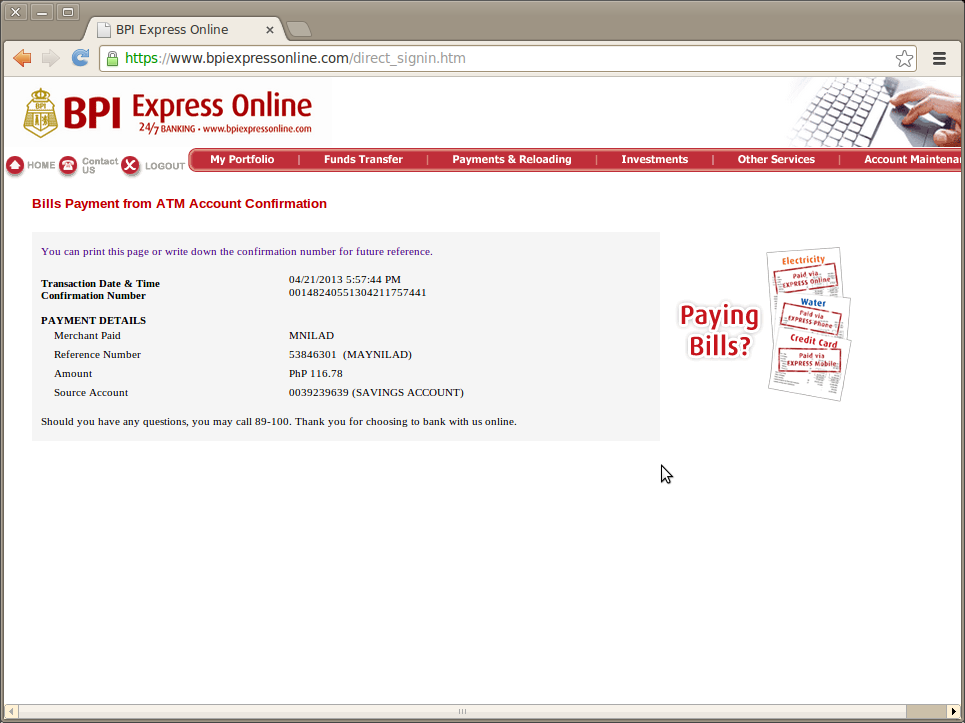 BPI Express Online
https://www.bpiexpressonline.com/direct_signin.htm
BPI
BPI Express Online
24/7 BANKING • www.bpiexpressonline.com
HOME
Contact US
LOGOUT
My Portfolio | Funds Transfer | Payments & Reloading | Investments | Other Services | Account Maintenan
Bills Payment from ATM Account Confirmation
You can print this page or write down the confirmation number for future reference.
Transaction Date & Time 04/21/2013 5:57:44 PM
Confirmation Number 00148240551304211757441
PAYMENT DETAILS
Merchant Paid MNILAD
Reference Number 53846301 (MAYNILAD)
Amount PhP 116.78
Source Account 0039239639 (SAVINGS ACCOUNT)
Should you have any questions, you may call 89-100. Thank you for choosing to bank with us online.
Paying
Bills?
Electricity
Paid via
EXPRESS Online
Water
Paid via
EXPRESS Phone
Credit Card
Paid via
EXPRESS Mobile